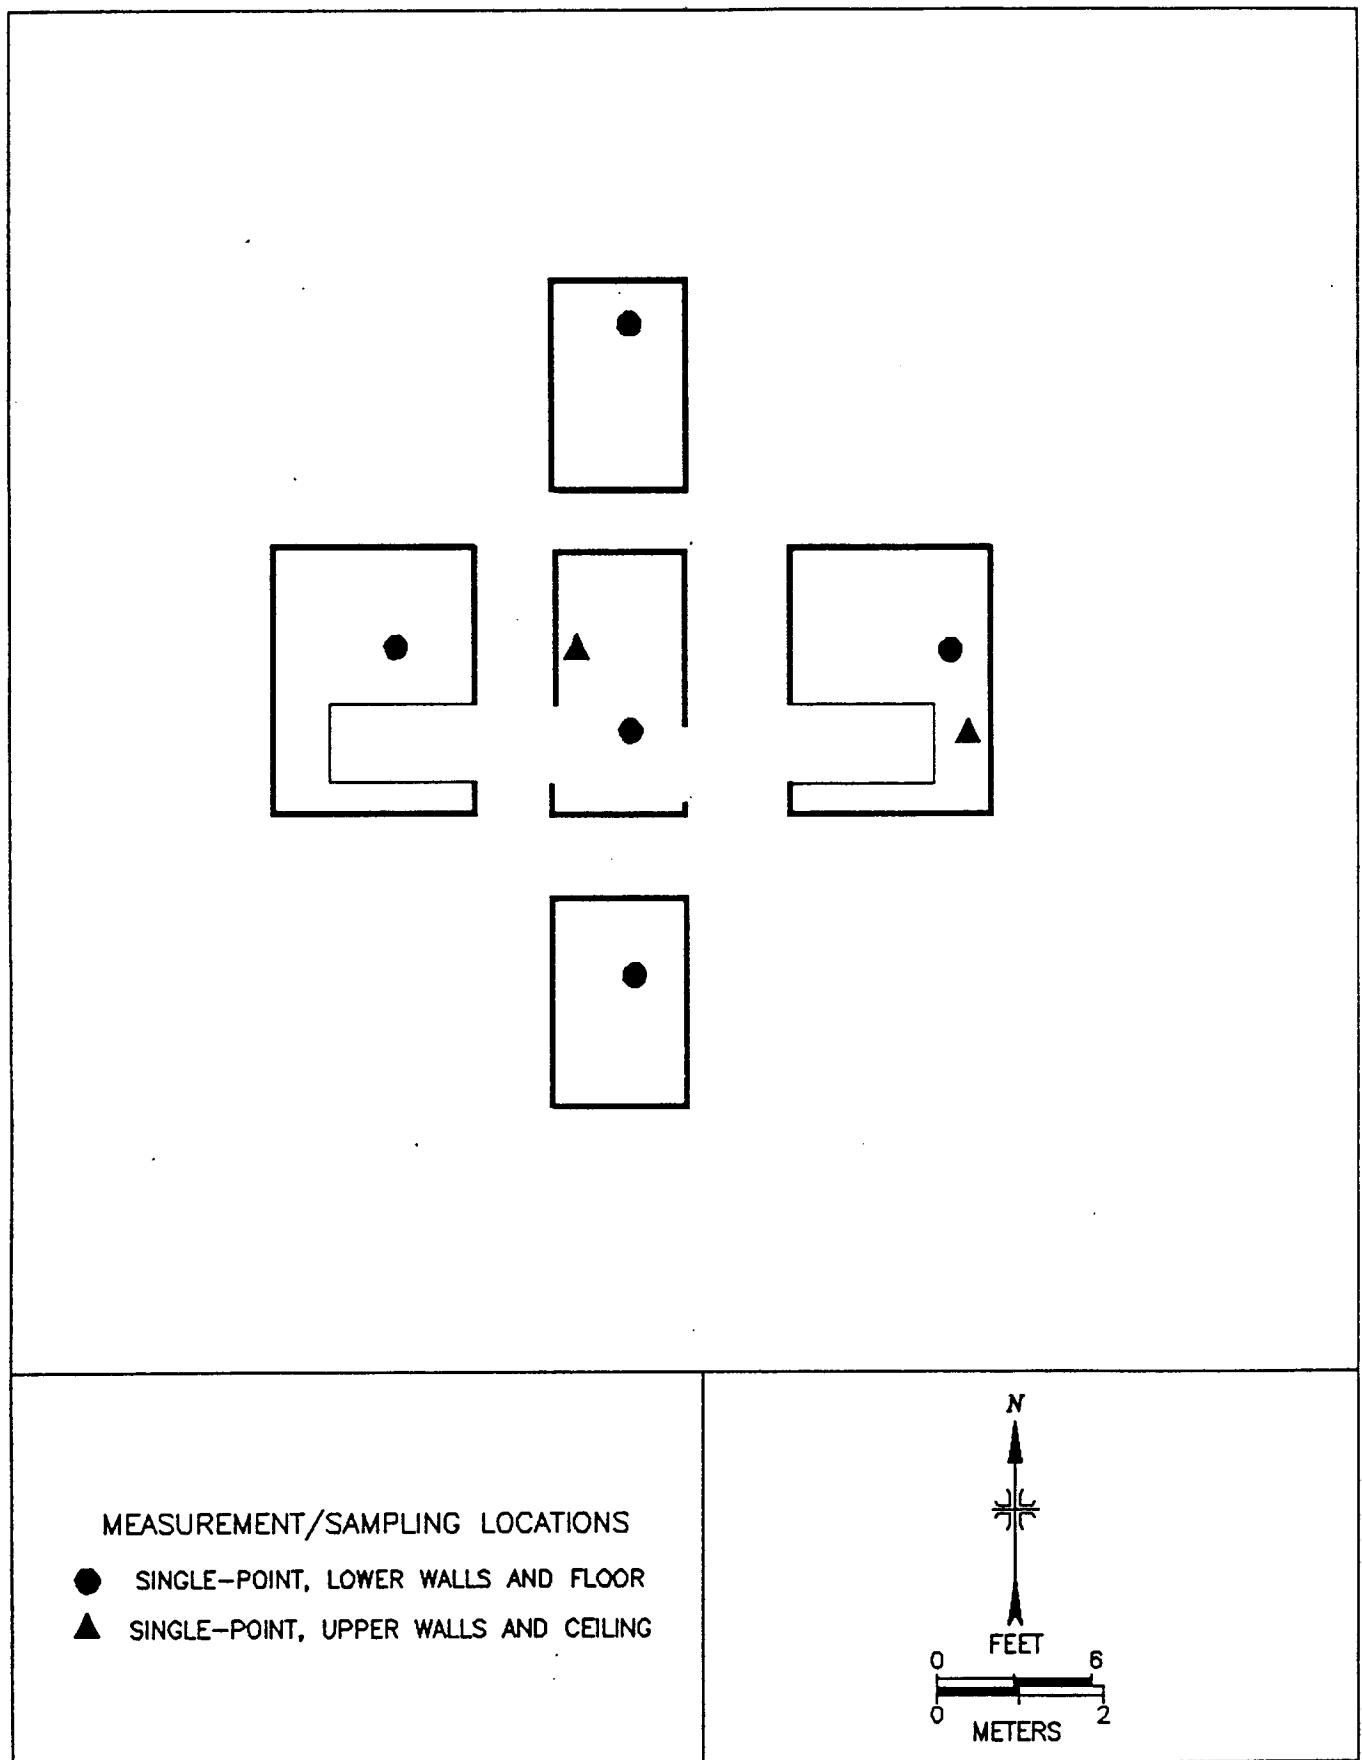 MEASUREMENT/SAMPLING LOCATIONS
SINGLE-POINT, LOWER WALLS AND FLOOR
SINGLE-POINT, UPPER WALLS AND CEILING
N
FEET
0 6
0 2
METERS